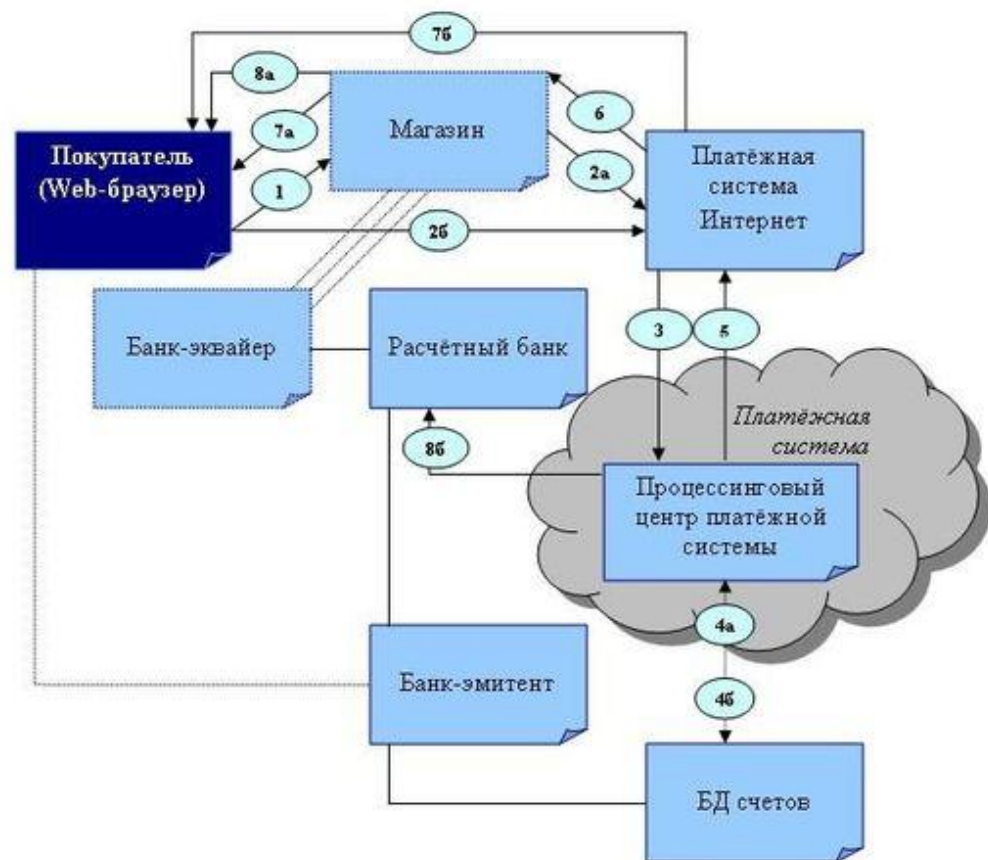 7б
8а
6
Магазин
7а
Покупатель
(Web-браузер)
Платёжная
система
Интернет
2а
1
2б
Банк-эквайер
Расчётный банк
3
5
Платёжная
система
8б
Процессинговый
центр платёжной
системы
4а
Банк-эмитент
4б
БД счетов